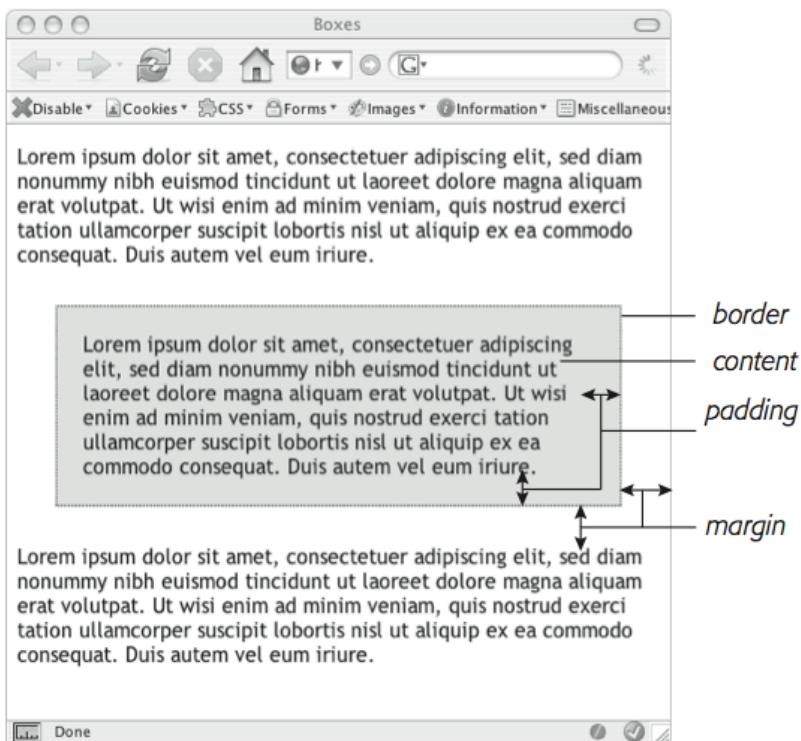 Boxes
Disable Cookies CSS Forms Images Information Miscellaneous
Lorem ipsum dolor sit amet, consectetuer adipiscing elit, sed diam
nonummy nibh euismod tincidunt ut laoreet dolore magna aliquam
erat volutpat. Ut wisi enim ad minim veniam, quis nostrud exerci
tation ullamcorper suscipit lobortis nisl ut aliquip ex ea commodo
consequat. Duis autem vel eum iriure.
Lorem ipsum dolor sit amet, consectetuer adipiscing
elit, sed diam nonummy nibh euismod tincidunt ut
laoreet dolore magna aliquam erat volutpat. Ut wisi
enim ad minim veniam, quis nostrud exerci tation
ullamcorper suscipit lobortis nisl ut aliquip ex ea
commodo consequat. Duis autem vel eum iriure.
border
content
padding
margin
Lorem ipsum dolor sit amet, consectetuer adipiscing elit, sed diam
nonummy nibh euismod tincidunt ut laoreet dolore magna aliquam
erat volutpat. Ut wisi enim ad minim veniam, quis nostrud exerci
tation ullamcorper suscipit lobortis nisl ut aliquip ex ea commodo
consequat. Duis autem vel eum iriure.
Done